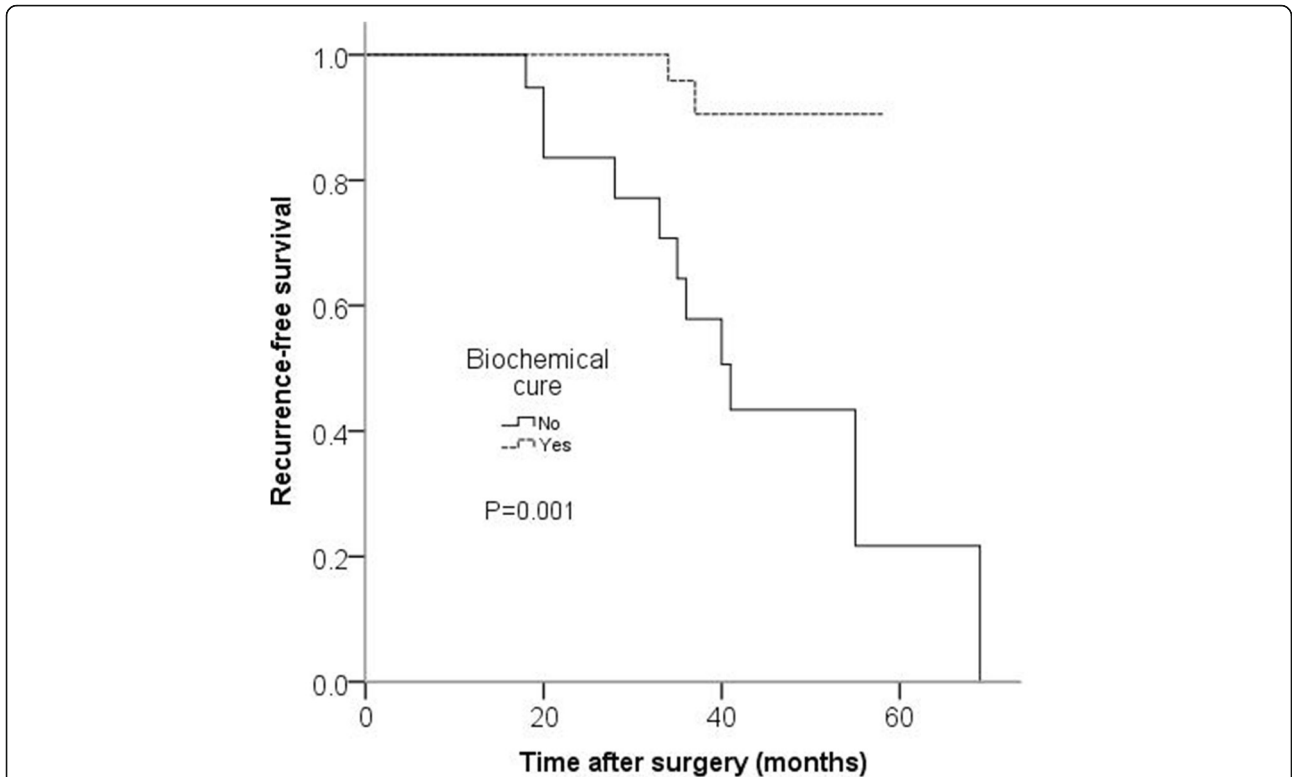 1.0
0.8
0.6
0.4
0.2
0.0
Recurrence-free survival
Biochemical
cure
No
Yes
P=0.001
0 20 40 60
Time after surgery (months)